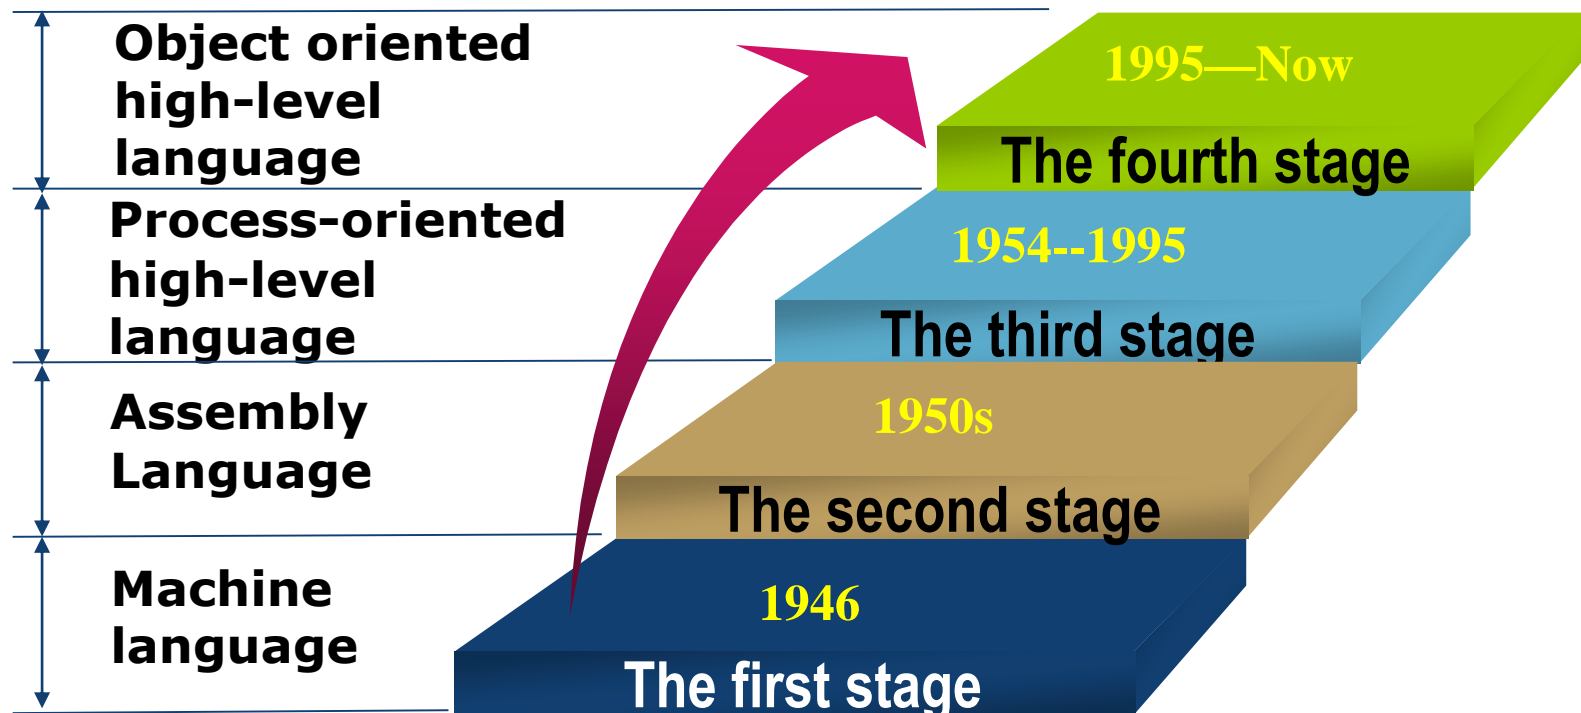 Object oriented
high-level
language
1995—Now
The fourth stage
Process-oriented
high-level
language
1954--1995
The third stage
Assembly
Language
1950s
The second stage
Machine
language
1946
The first stage